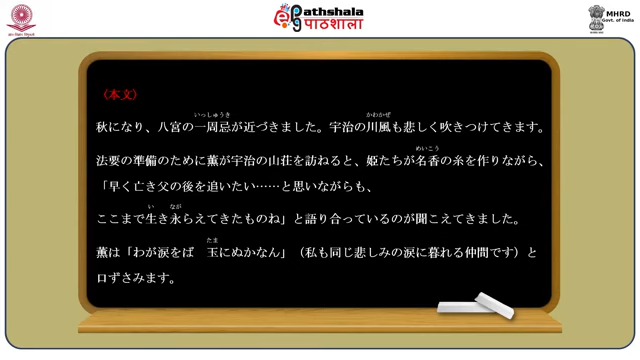 Pathshala
पाठशाला
MHRD
Govt. of India
(本文)
秋になり、八宮の一周忌が近づきました。宇治の川風も悲しく吹きつけてきます。
法要の準備のために薫が宇治の山荘を訪ねると、姫たちが名香の糸を作りながら、
「早く亡き父の後を追いたい……と思いながらも、
ここまで生き永らえてきたものね」と語り合っているのが聞こえてきました。
薫は「わが涙をば　玉にぬかなん」（私も同じ悲しみの涙に暮れる仲間です）と
口ずさみます。